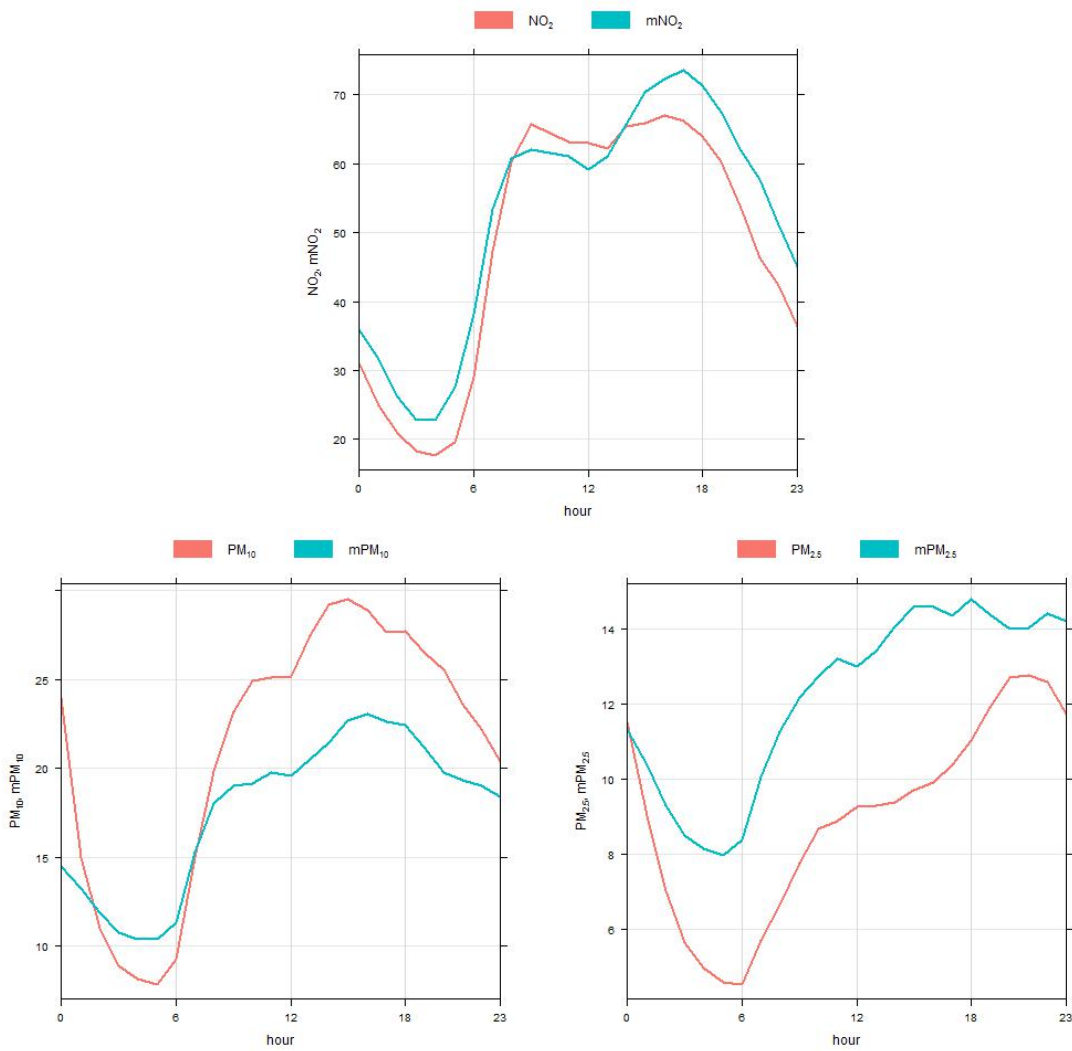 NO₂ mNO₂
70
60
50
40
30
20
NO₂, mNO₂
0 6 12 18 23
hour
PM₁₀ mPM₁₀
25
20
15
10
PM₁₀, mPM₁₀
0 6 12 18 23
hour
PM₂.₅ mPM₂.₅
14
12
10
8
6
PM₂.₅, mPM₂.₅
0 6 12 18 23
hour